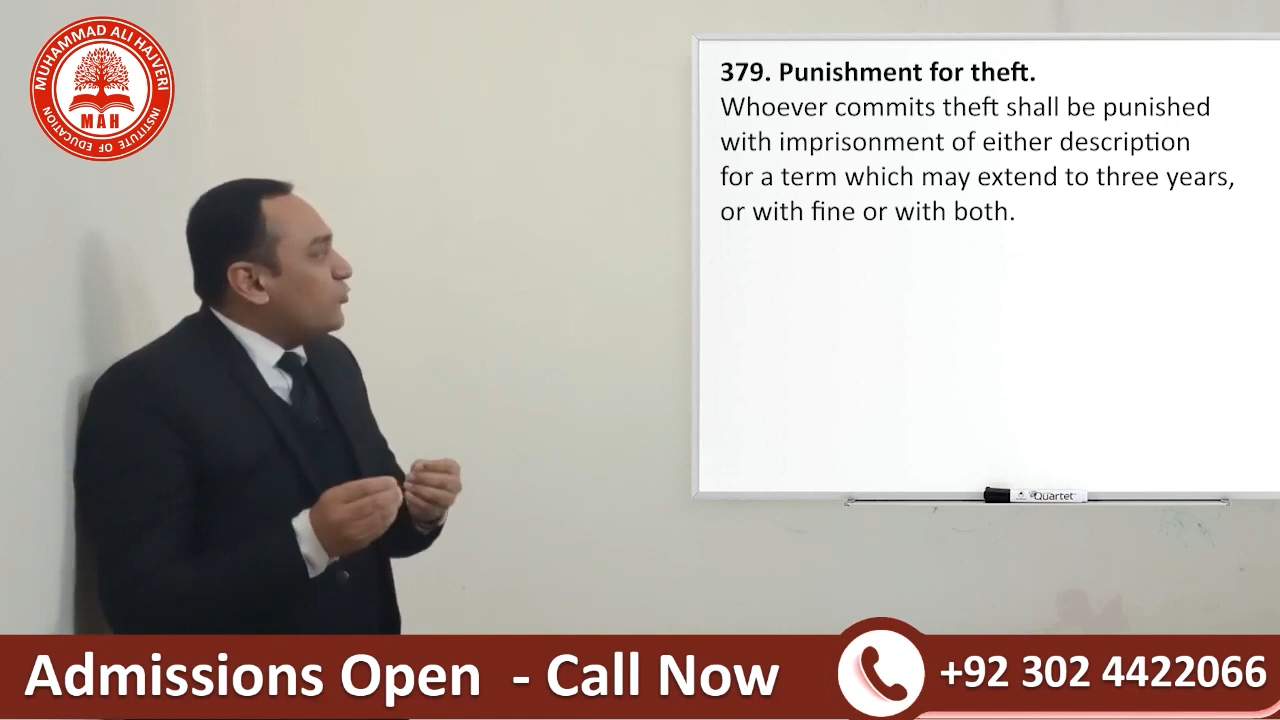 MUHAMMAD ALI HAJVERI
MAH
INSTITUTE OF EDUCATION
379. Punishment for theft.
Whoever commits theft shall be punished
with imprisonment of either description
for a term which may extend to three years,
or with fine or with both.
Quartet
Admissions Open - Call Now
+92 302 4422066